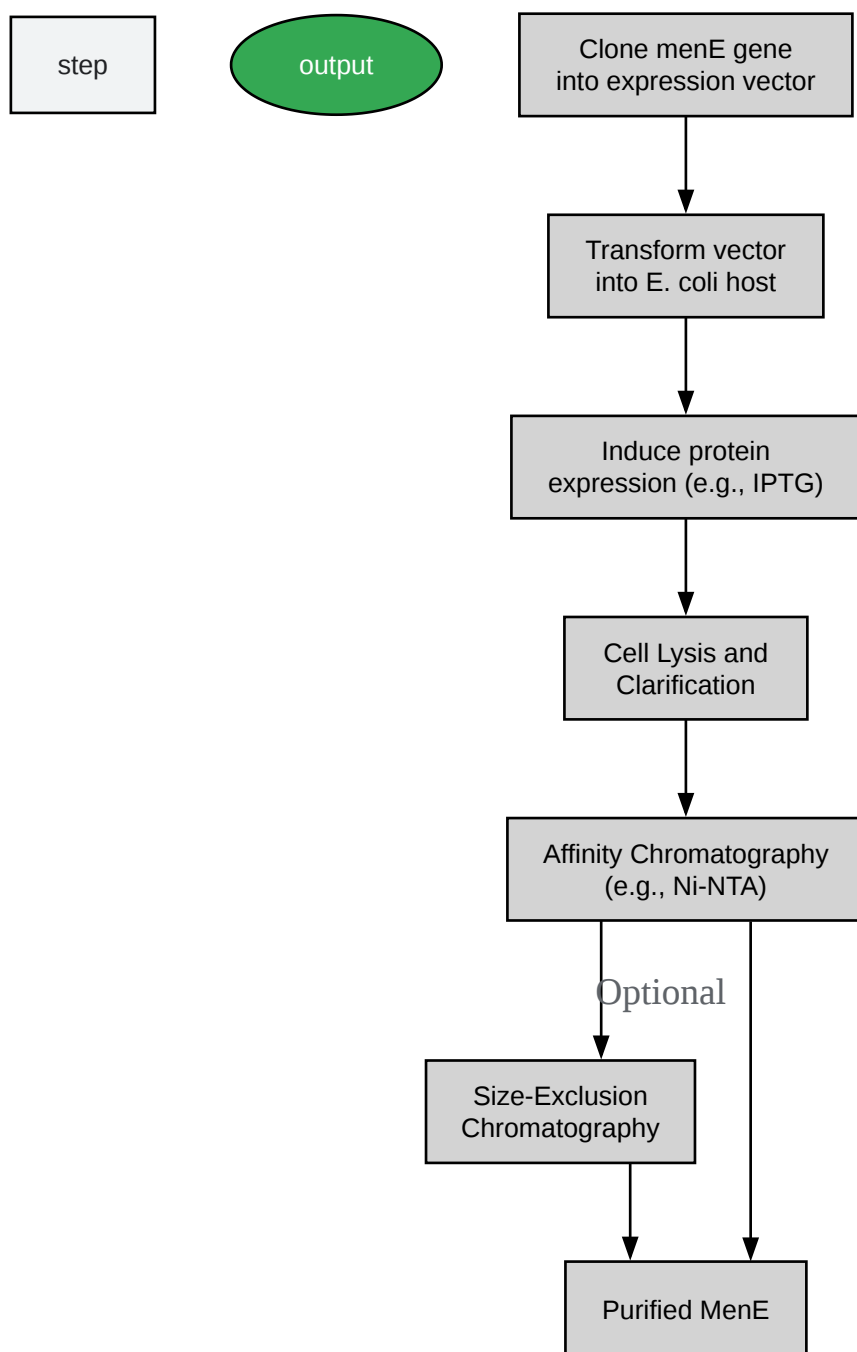 step
output
Clone menE gene
into expression vector
Transform vector
into E. coli host
Induce protein
expression (e.g., IPTG)
Cell Lysis and
Clarification
Affinity Chromatography
(e.g., Ni-NTA)
Optional
Size-Exclusion
Chromatography
Purified MenE